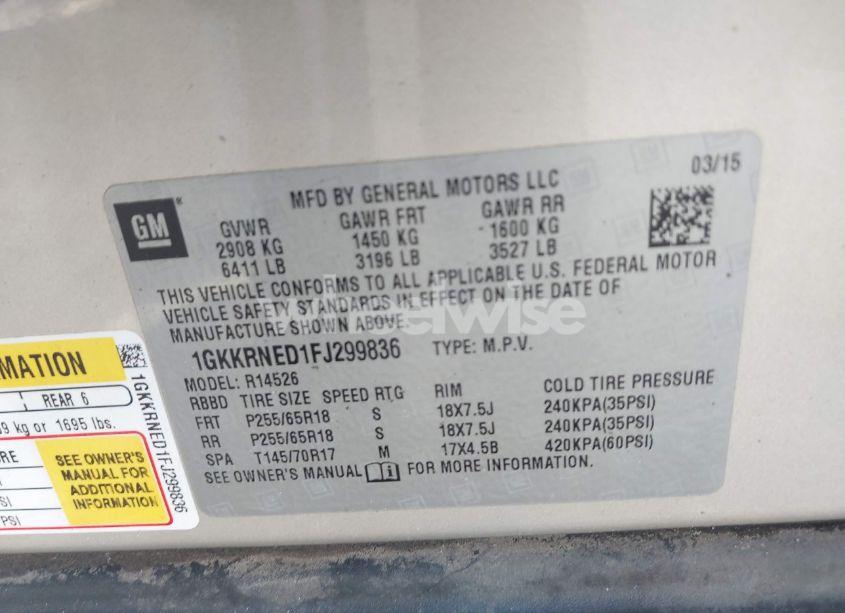 03/15
MFD BY GENERAL MOTORS LLC
GM
GVWR GAWR FRT GAWR RR
2908 KG 1450 KG 1600 KG
6411 LB 3196 LB 3527 LB
THIS VEHICLE CONFORMS TO ALL APPLICABLE U.S. FEDERAL MOTOR
VEHICLE SAFETY STANDARDS IN EFFECT ON THE DATE OF
MANUFACTURE SHOWN ABOVE.
1GKKRNED1FJ299836 TYPE: M.P.V.
MODEL: R14526
RBBD TIRE SIZE SPEED RTG RIM COLD TIRE PRESSURE
FRT P255/65R18 S 18X7.5J 240KPA(35PSI)
RR P255/65R18 S 18X7.5J 240KPA(35PSI)
SPA T145/70R17 M 17X4.5B 420KPA(60PSI)
SEE OWNER'S MANUAL FOR MORE INFORMATION.
REAR 6
kg or 1695 lbs.
SEE OWNER'S
MANUAL FOR
ADDITIONAL
INFORMATION
PSI
1GKKRNED1FJ299836